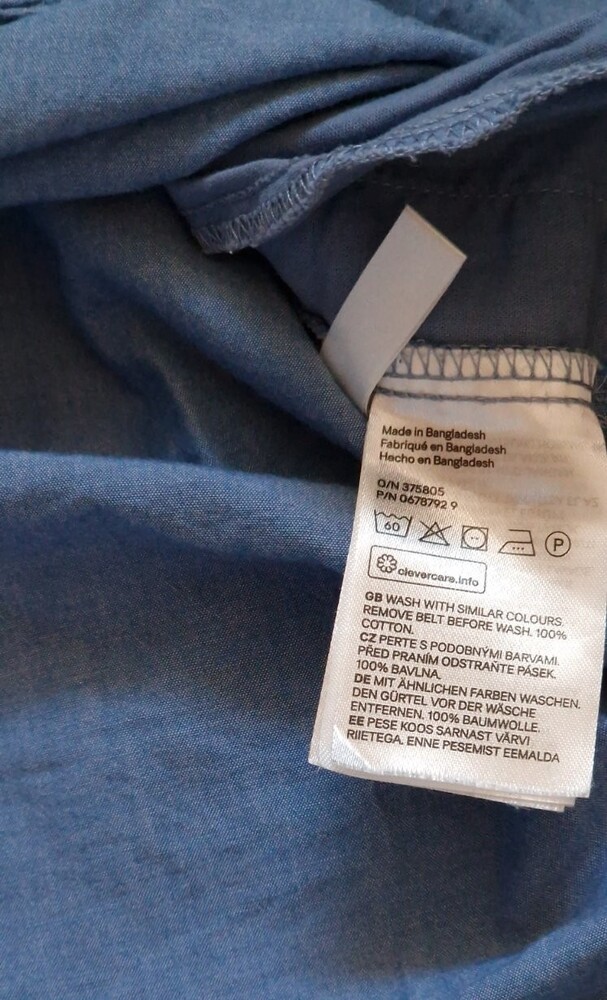 Made in Bangladesh
Fabriqué en Bangladesh
Hecho en Bangladesh
O/N 375805
P/N 0678792 9
60 P
clevercare.info
GB WASH WITH SIMILAR COLOURS.
REMOVE BELT BEFORE WASH. 100%
COTTON.
CZ PERTE S PODOBNÝMI BARVAMI.
PŘED PRANÍM ODSTRAŇTE PÁSEK.
100% BAVLNA.
DE MIT ÄHNLICHEN FARBEN WASCHEN.
DEN GÜRTEL VOR DER WÄSCHE
ENTFERNEN. 100% BAUMWOLLE.
EE PESE KOOS SARNAST VÄRVI
RIIETEGA. ENNE PESEMIST EEMALDA